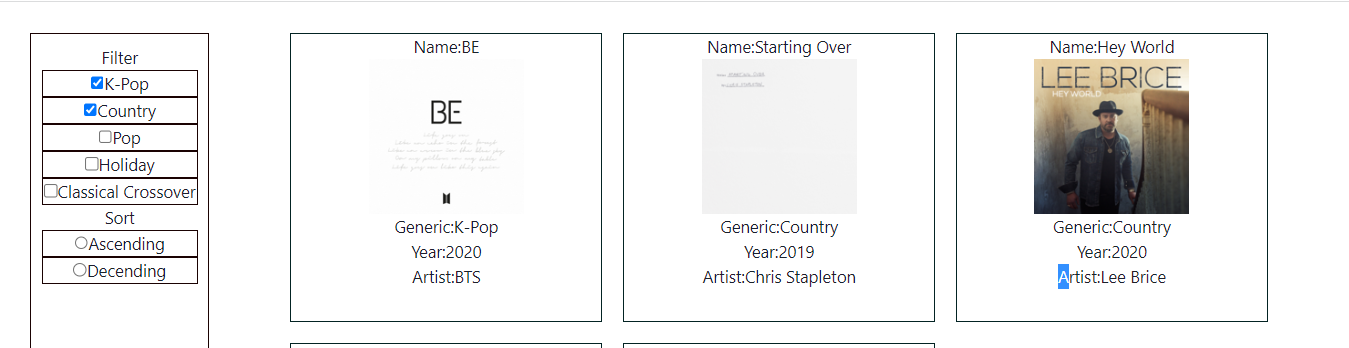 Filter
K-Pop
Country
Pop
Holiday
Classical Crossover
Sort
Ascending
Decending
Name:BE
BE
Generic:K-Pop
Year:2020
Artist:BTS
Name:Starting Over
Generic:Country
Year:2019
Artist:Chris Stapleton
Name:Hey World
LEE BRICE
HEY WORLD
Generic:Country
Year:2020
Artist:Lee Brice